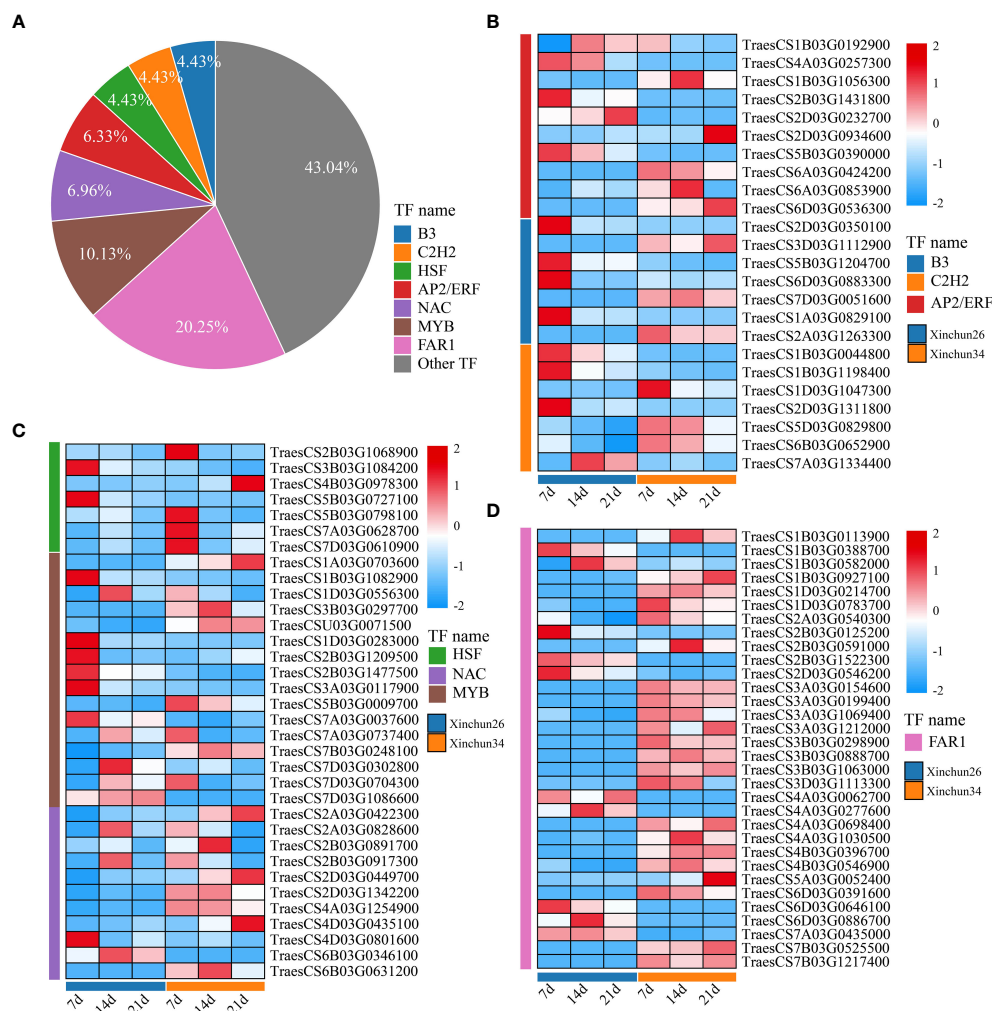 A
4.43%
4.43%
4.43%
6.33%
6.96%
10.13%
20.25%
43.04%
TF name
B3
C2H2
HSF
AP2/ERF
NAC
MYB
FAR1
Other TF
B
TraesCS1B03G0192900
TraesCS4A03G0257300
TraesCS1B03G1056300
TraesCS2B03G1431800
TraesCS2D03G0232700
TraesCS2D03G0934600
TraesCS5B03G0390000
TraesCS6A03G0424200
TraesCS6A03G0853900
TraesCS6D03G0536300
TraesCS2D03G0350100
TraesCS3D03G1112900
TraesCS5B03G1204700
TraesCS6D03G0883300
TraesCS7D03G0051600
TraesCS1A03G0829100
TraesCS2A03G1263300
TraesCS1B03G0044800
TraesCS1B03G1198400
TraesCS1D03G1047300
TraesCS2D03G1311800
TraesCS5D03G0829800
TraesCS6B03G0652900
TraesCS7A03G1334400
7d
14d
21d
7d
14d
21d
2
1
0
-1
-2
TF name
B3
C2H2
AP2/ERF
Xinchun26
Xinchun34
C
TraesCS2B03G1068900
TraesCS3B03G1084200
TraesCS4B03G0978300
TraesCS5B03G0727100
TraesCS5B03G0798100
TraesCS7A03G0628700
TraesCS7D03G0610900
TraesCS1A03G0703600
TraesCS1B03G1082900
TraesCS1D03G0556300
TraesCS3B03G0297700
TraesCSU03G0071500
TraesCS1D03G0283000
TraesCS2B03G1209500
TraesCS2B03G1477500
TraesCS3A03G0117900
TraesCS5B03G0009700
TraesCS7A03G0037600
TraesCS7A03G0737400
TraesCS7B03G0248100
TraesCS7D03G0302800
TraesCS7D03G0704300
TraesCS7D03G1086600
TraesCS2A03G0422300
TraesCS2A03G0828600
TraesCS2B03G0891700
TraesCS2B03G0917300
TraesCS2D03G0449700
TraesCS2D03G1342200
TraesCS4A03G1254900
TraesCS4D03G0435100
TraesCS4D03G0801600
TraesCS6B03G0346100
TraesCS6B03G0631200
7d
14d
21d
7d
14d
21d
2
1
0
-1
-2
TF name
HSF
NAC
MYB
Xinchun26
Xinchun34
D
TraesCS1B03G0113900
TraesCS1B03G0388700
TraesCS1B03G0582000
TraesCS1B03G0927100
TraesCS1D03G0214700
TraesCS1D03G0783700
TraesCS2A03G0540300
TraesCS2B03G0125200
TraesCS2B03G0591000
TraesCS2B03G1522300
TraesCS2D03G0546200
TraesCS3A03G0154600
TraesCS3A03G0199400
TraesCS3A03G1069400
TraesCS3A03G1212000
TraesCS3B03G0298900
TraesCS3B03G0888700
TraesCS3B03G1063000
TraesCS3D03G1113300
TraesCS4A03G0062700
TraesCS4A03G0277600
TraesCS4A03G0698400
TraesCS4A03G1030500
TraesCS4B03G0396700
TraesCS4B03G0546900
TraesCS5A03G0052400
TraesCS6D03G0391600
TraesCS6D03G0646100
TraesCS6D03G0886700
TraesCS7A03G0435000
TraesCS7B03G0525500
TraesCS7B03G1217400
7d
14d
21d
7d
14d
21d
2
1
0
-1
-2
TF name
FAR1
Xinchun26
Xinchun34